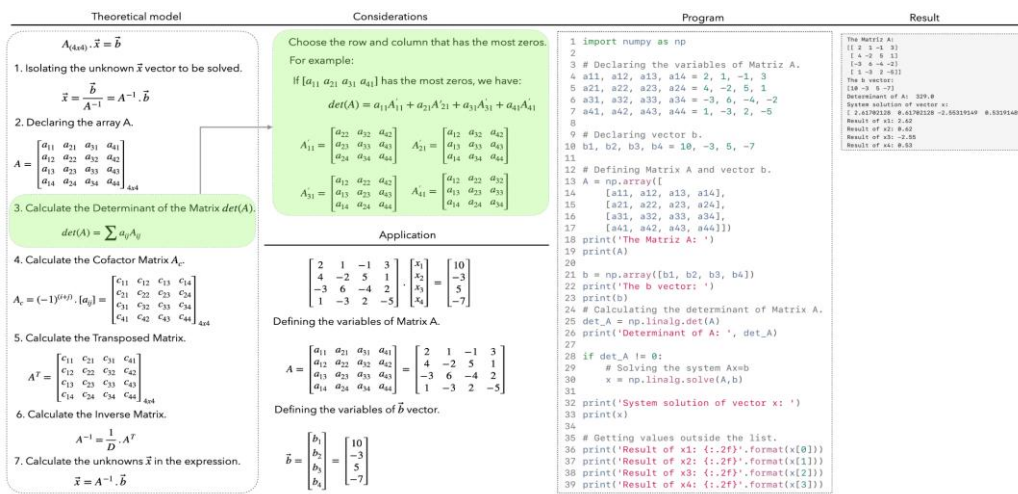 Theoretical model
A(4x4) . x⃗ = b⃗
1. Isolating the unknown x⃗ vector to be solved.
x⃗ = b⃗ / A⁻¹ = A⁻¹ . b⃗
2. Declaring the array A.
A = [a11 a21 a31 a41
a12 a22 a32 a42
a13 a23 a33 a43
a14 a24 a34 a44]4x4
3. Calculate the Determinant of the Matrix det(A).
det(A) = ∑ aij Aij
4. Calculate the Cofactor Matrix Ac.
Ac = (-1)^(i+j) . [aij] = [c11 c12 c13 c14
c21 c22 c23 c24
c31 c32 c33 c34
c41 c42 c43 c44]4x4
5. Calculate the Transposed Matrix.
A^T = [c11 c21 c31 c41
c12 c22 c32 c42
c13 c23 c33 c43
c14 c24 c34 c44]4x4
6. Calculate the Inverse Matrix.
A⁻¹ = 1/D . A^T
7. Calculate the unknowns x⃗ in the expression.
x⃗ = A⁻¹ . b⃗
Considerations
Choose the row and column that has the most zeros.
For example:
If [a11 a21 a31 a41] has the most zeros, we have:
det(A) = a11A'11 + a21A'21 + a31A'31 + a41A'41
A'11 = [a22 a32 a42
a23 a33 a43
a24 a34 a44]
A'21 = [a12 a32 a42
a13 a33 a43
a14 a34 a44]
A'31 = [a12 a22 a42
a13 a23 a43
a14 a24 a44]
A'41 = [a12 a22 a32
a13 a23 a33
a14 a24 a34]
Application
[2 1 −1 3
4 −2 5 1
−3 6 −4 2
1 −3 2 −5] . [x1
x2
x3
x4] = [10
−3
5
−7]
Defining the variables of Matrix A.
A = [a11 a21 a31 a41
a12 a22 a32 a42
a13 a23 a33 a43
a14 a24 a34 a44] = [2 1 −1 3
4 −2 5 1
−3 6 −4 2
1 −3 2 −5]
Defining the variables of b⃗ vector.
b⃗ = [b1
b2
b3
b4] = [10
−3
5
−7]
Program
1 import numpy as np
2
3 # Declaring the variables of Matriz A.
4 a11, a12, a13, a14 = 2, 1, -1, 3
5 a21, a22, a23, a24 = 4, -2, 5, 1
6 a31, a32, a33, a34 = -3, 6, -4, -2
7 a41, a42, a43, a44 = 1, -3, 2, -5
8
9 # Declaring vector b.
10 b1, b2, b3, b4 = 10, -3, 5, -7
11
12 # Defining Matrix A and vector b.
13 A = np.array([
14 [a11, a12, a13, a14],
15 [a21, a22, a23, a24],
16 [a31, a32, a33, a34],
17 [a41, a42, a43, a44]])
18 print('The Matriz A: ')
19 print(A)
20
21 b = np.array([b1, b2, b3, b4])
22 print('The b vector: ')
23 print(b)
24 # Calculating the determinant of Matrix A.
25 det_A = np.linalg.det(A)
26 print('Determinant of A: ', det_A)
27
28 if det_A != 0:
29 # Solving the system Ax=b
30 x = np.linalg.solve(A,b)
31
32 print('System solution of vector x: ')
33 print(x)
34
35 # Getting values outside the list.
36 print('Result of x1: {:.2f}'.format(x[0]))
37 print('Result of x2: {:.2f}'.format(x[1]))
38 print('Result of x3: {:.2f}'.format(x[2]))
39 print('Result of x4: {:.2f}'.format(x[3]))
Result
The Matriz A:
[[ 2 1 -1 3]
[ 4 -2 5 1]
[-3 6 -4 -2]
[ 1 -3 2 -5]]
The b vector:
[10 -3 5 -7]
Determinant of A: 329.0
System solution of vector x:
[ 2.61702128 0.61702128 -2.55319149 0.5319148
Result of x1: 2.62
Result of x2: 0.62
Result of x3: -2.55
Result of x4: 0.53